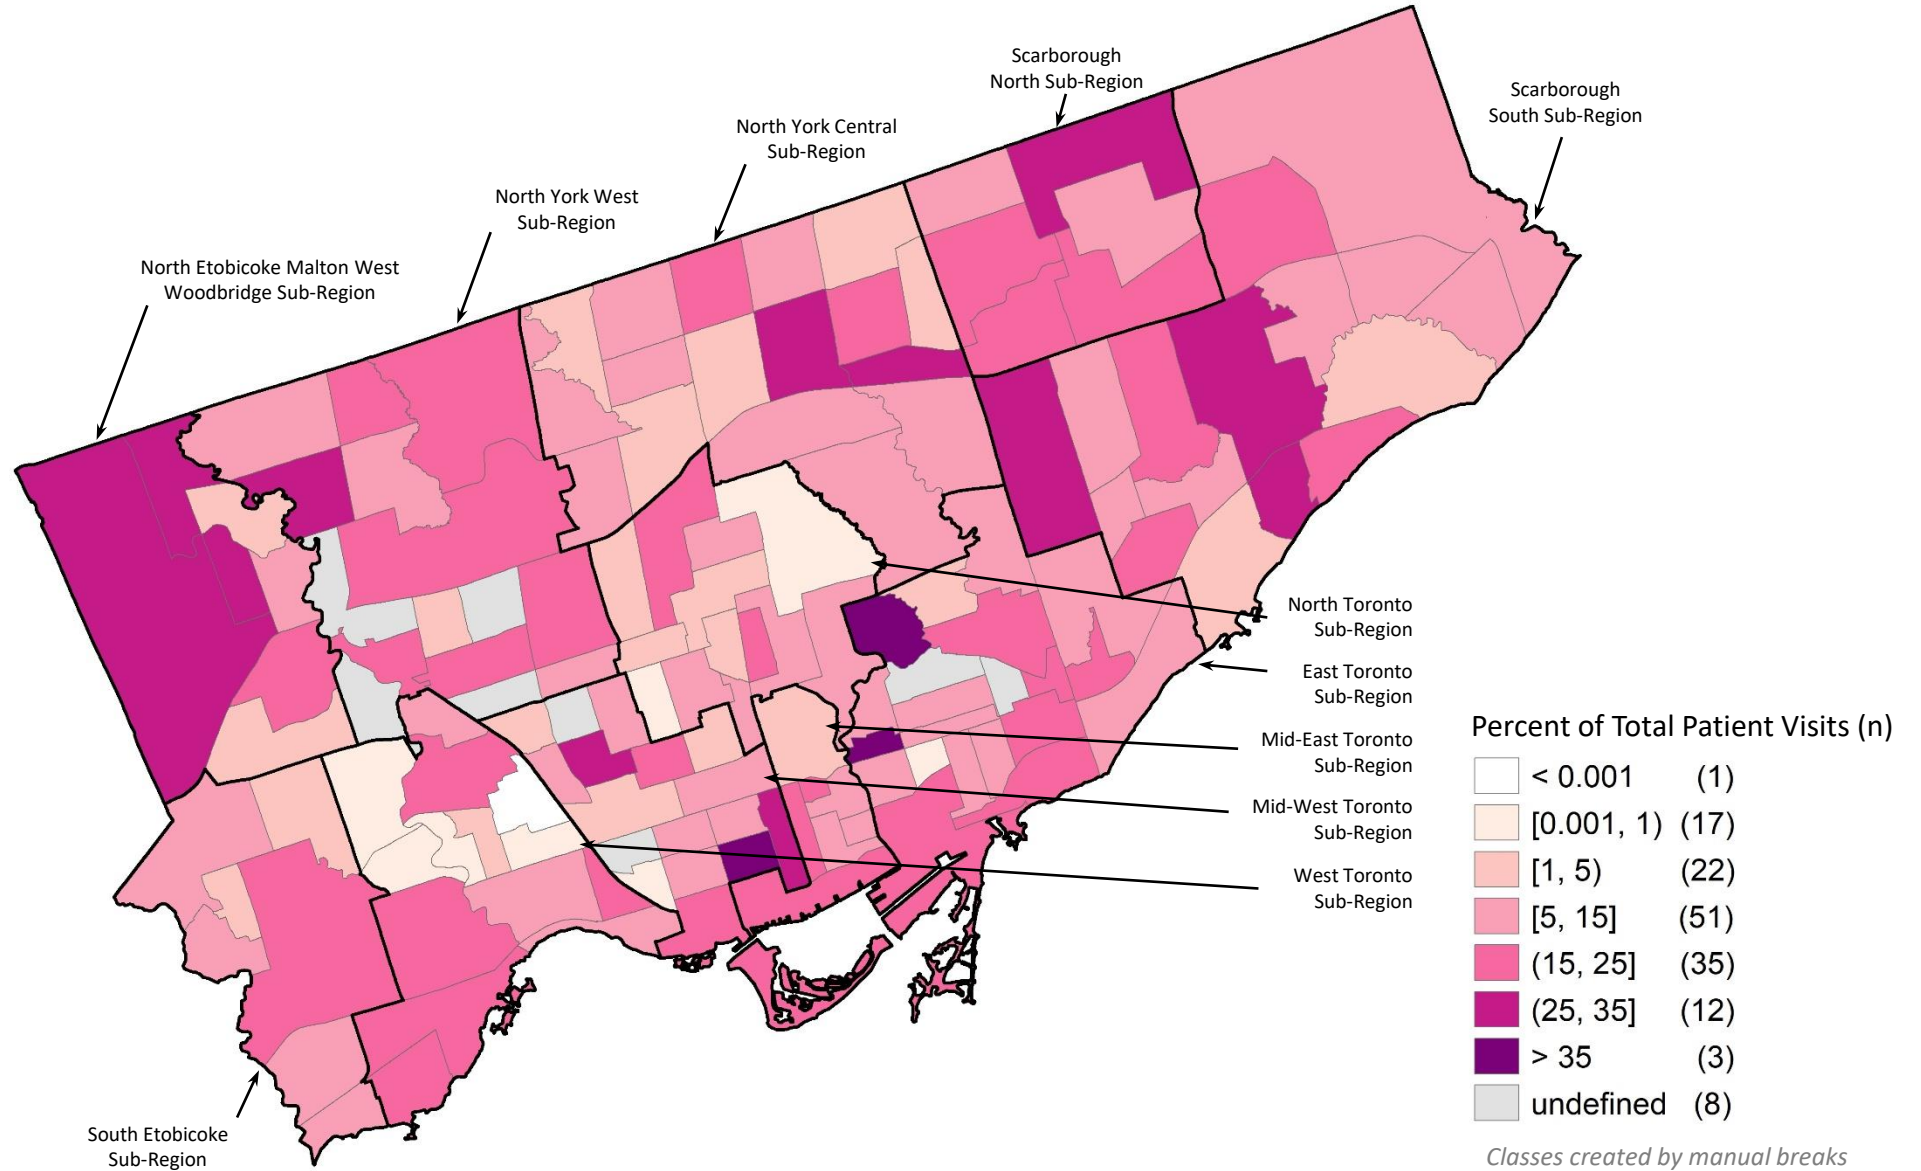 Scarborough
North Sub-Region
Scarborough
South Sub-Region
North York Central
Sub-Region
North York West
Sub-Region
North Etobicoke Malton West
Woodbridge Sub-Region
North Toronto
Sub-Region
East Toronto
Sub-Region
Mid-East Toronto
Sub-Region
Mid-West Toronto
Sub-Region
West Toronto
Sub-Region
South Etobicoke
Sub-Region
Percent of Total Patient Visits (n)
< 0.001 (1)
[0.001, 1) (17)
[1, 5) (22)
[5, 15] (51)
(15, 25] (35)
(25, 35] (12)
> 35 (3)
undefined (8)
Classes created by manual breaks